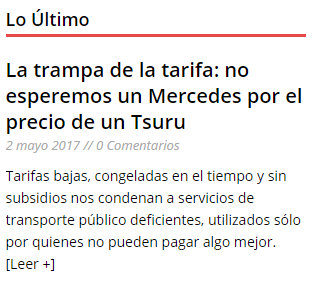 Lo Último
La trampa de la tarifa: no
esperemos un Mercedes por el
precio de un Tsuru
2 mayo 2017 // 0 Comentarios
Tarifas bajas, congeladas en el tiempo y sin
subsidios nos condenan a servicios de
transporte público deficientes, utilizados sólo
por quienes no pueden pagar algo mejor.
[Leer +]